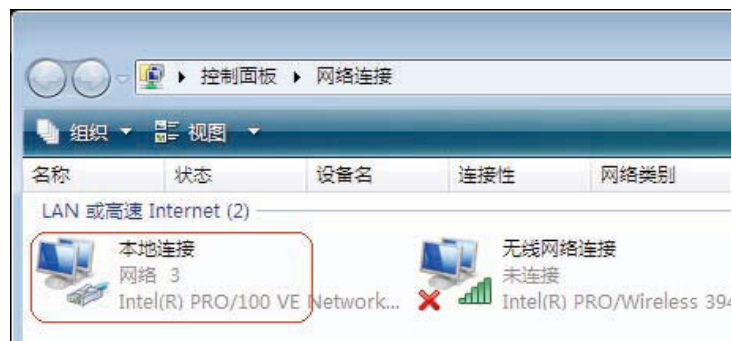 控制面板 ▸ 网络连接
组织 视图
名称 状态 设备名 连接性 网络类别
LAN 或高速 Internet (2)
本地连接
网络 3
Intel(R) PRO/100 VE Network...
无线网络连接
未连接
Intel(R) PRO/Wireless 394